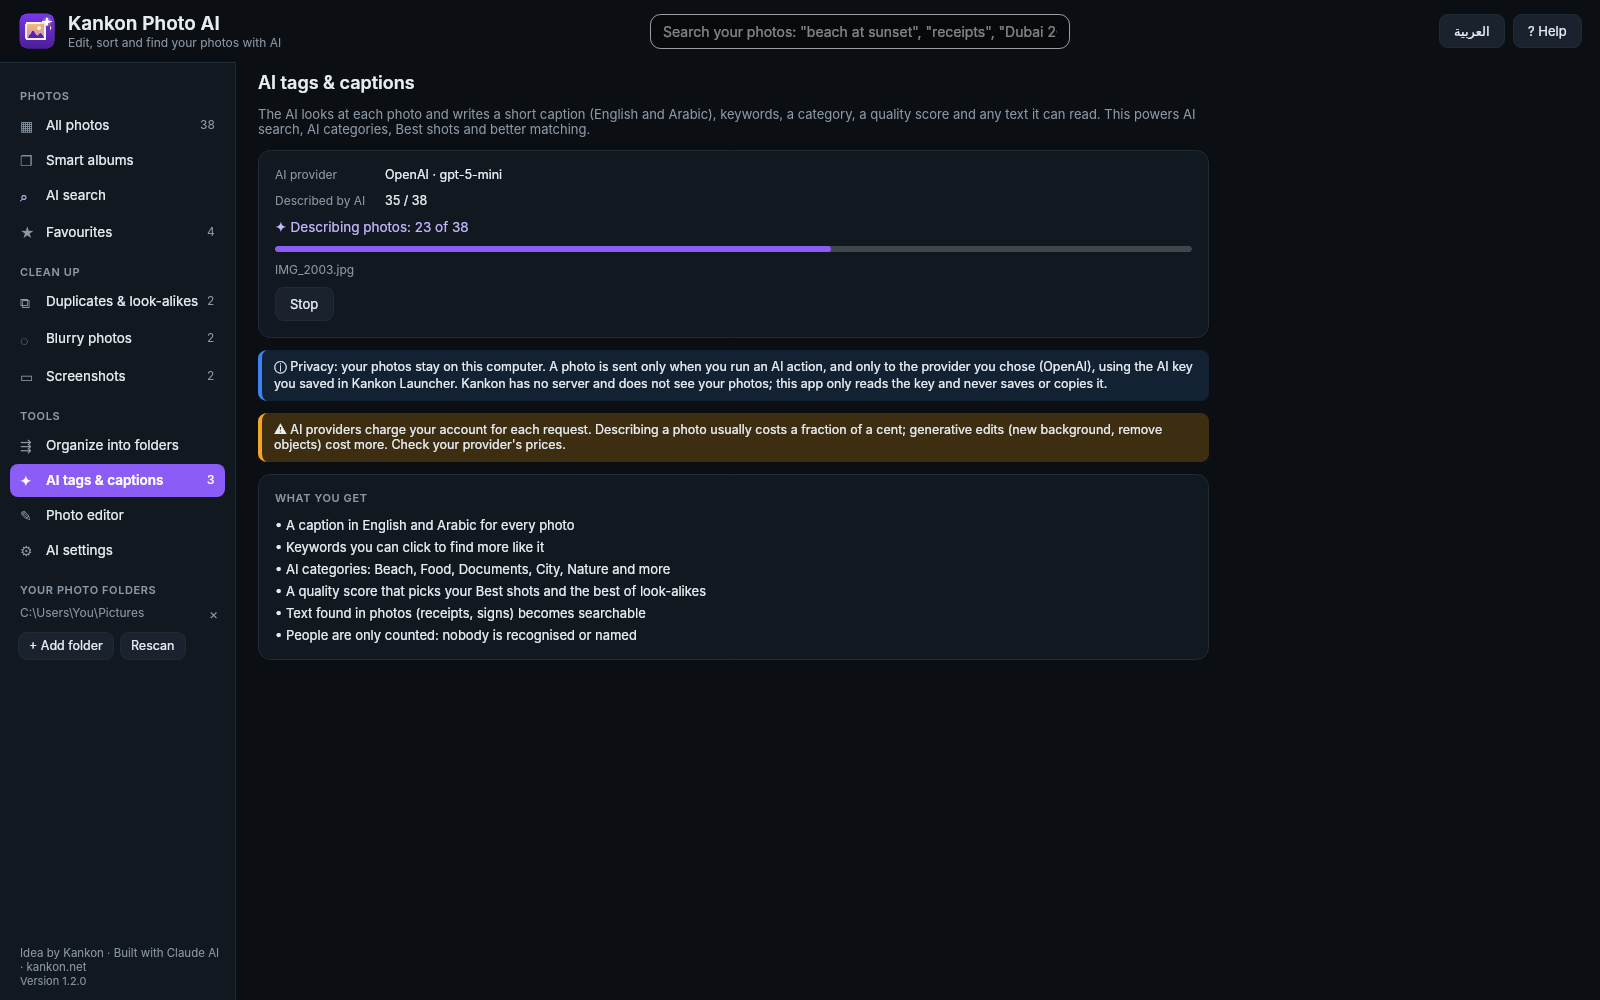 Kankon Photo AI
Edit, sort and find your photos with AI
Search your photos: "beach at sunset", "receipts", "Dubai 2
العربية
? Help
PHOTOS
All photos 38
Smart albums
AI search
Favourites 4
CLEAN UP
Duplicates & look-alikes 2
Blurry photos 2
Screenshots 2
TOOLS
Organize into folders
AI tags & captions 3
Photo editor
AI settings
YOUR PHOTO FOLDERS
C:\Users\You\Pictures ×
+ Add folder Rescan
Idea by Kankon · Built with Claude AI
· kankon.net
Version 1.2.0
AI tags & captions
The AI looks at each photo and writes a short caption (English and Arabic), keywords, a category, a quality score and any text it can read. This powers AI
search, AI categories, Best shots and better matching.
AI provider OpenAI · gpt-5-mini
Described by AI 35 / 38
✦ Describing photos: 23 of 38
IMG_2003.jpg
Stop
ⓘ Privacy: your photos stay on this computer. A photo is sent only when you run an AI action, and only to the provider you chose (OpenAI), using the AI key
you saved in Kankon Launcher. Kankon has no server and does not see your photos; this app only reads the key and never saves or copies it.
⚠ AI providers charge your account for each request. Describing a photo usually costs a fraction of a cent; generative edits (new background, remove
objects) cost more. Check your provider's prices.
WHAT YOU GET
• A caption in English and Arabic for every photo
• Keywords you can click to find more like it
• AI categories: Beach, Food, Documents, City, Nature and more
• A quality score that picks your Best shots and the best of look-alikes
• Text found in photos (receipts, signs) becomes searchable
• People are only counted: nobody is recognised or named